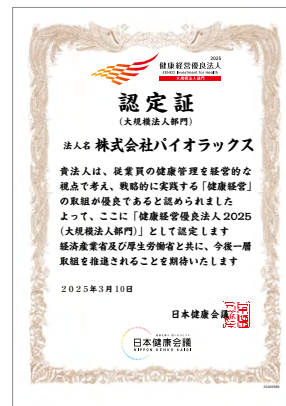 2025
健康経営優良法人
KENKO Investment for Health
大規模法人部門
認定証
(大規模法人部門)
法人名 株式会社パイオラックス
貴法人は、従業員の健康管理を経営的な
視点で考え、戦略的に実践する「健康経営」
の取組が優良であると認められました
よって、ここに「健康経営優良法人2025
(大規模法人部門)」として認定します
経済産業省及び厚生労働省と共に、今後一層
取組を推進されることを期待いたします
2025年3月10日
日本健康会議
日本健康会議
NIPPON KENKO KAIGI